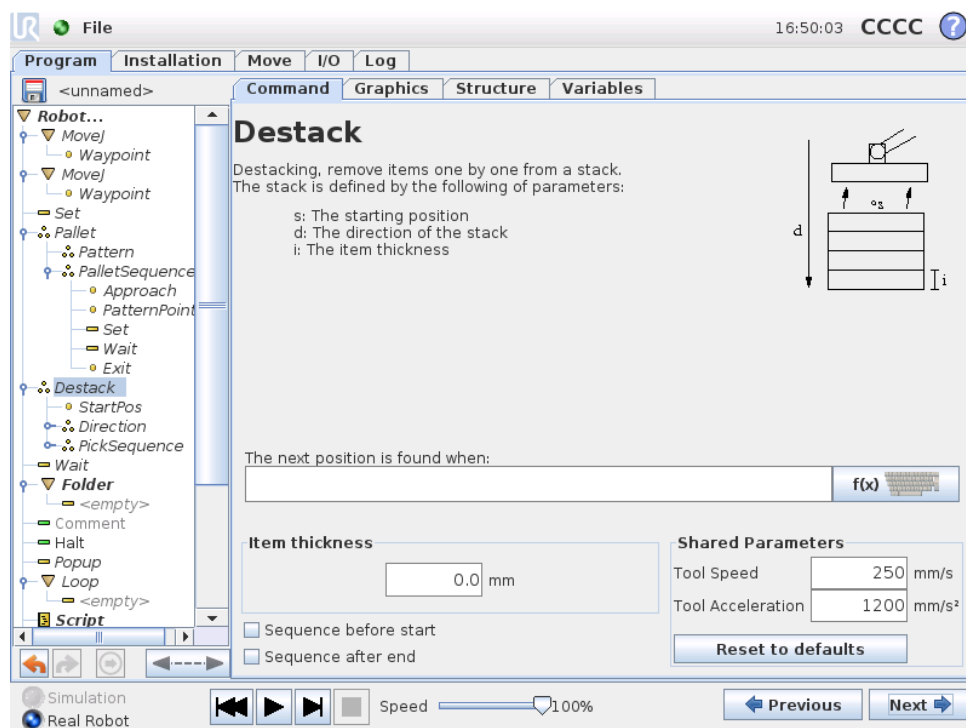 UR File 16:50:03 CCCC ?
Program Installation Move I/O Log
<unnamed>
Command Graphics Structure Variables
Robot...
MoveJ
Waypoint
MoveJ
Waypoint
Set
Pallet
Pattern
PalletSequence
Approach
PatternPoint
Set
Wait
Exit
Destack
StartPos
Direction
PickSequence
Wait
Folder
<empty>
Comment
Halt
Popup
Loop
<empty>
Script
Destack
Destacking, remove items one by one from a stack.
The stack is defined by the following of parameters:
s: The starting position
d: The direction of the stack
i: The item thickness
d
s
i
The next position is found when:
f(x)
Item thickness
0.0 mm
Sequence before start
Sequence after end
Shared Parameters
Tool Speed 250 mm/s
Tool Acceleration 1200 mm/s²
Reset to defaults
Simulation
Real Robot
Speed 100%
Previous Next